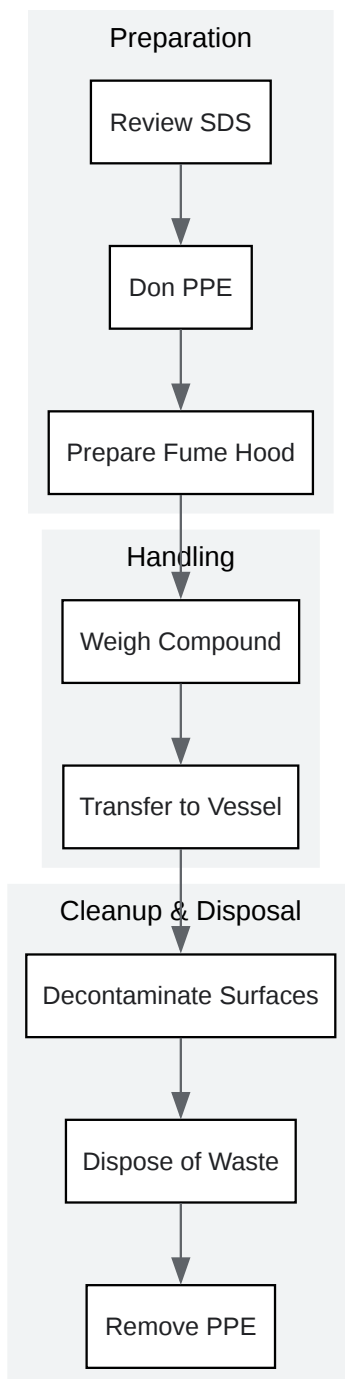 Preparation
Review SDS
Don PPE
Prepare Fume Hood
Handling
Weigh Compound
Transfer to Vessel
Cleanup & Disposal
Decontaminate Surfaces
Dispose of Waste
Remove PPE